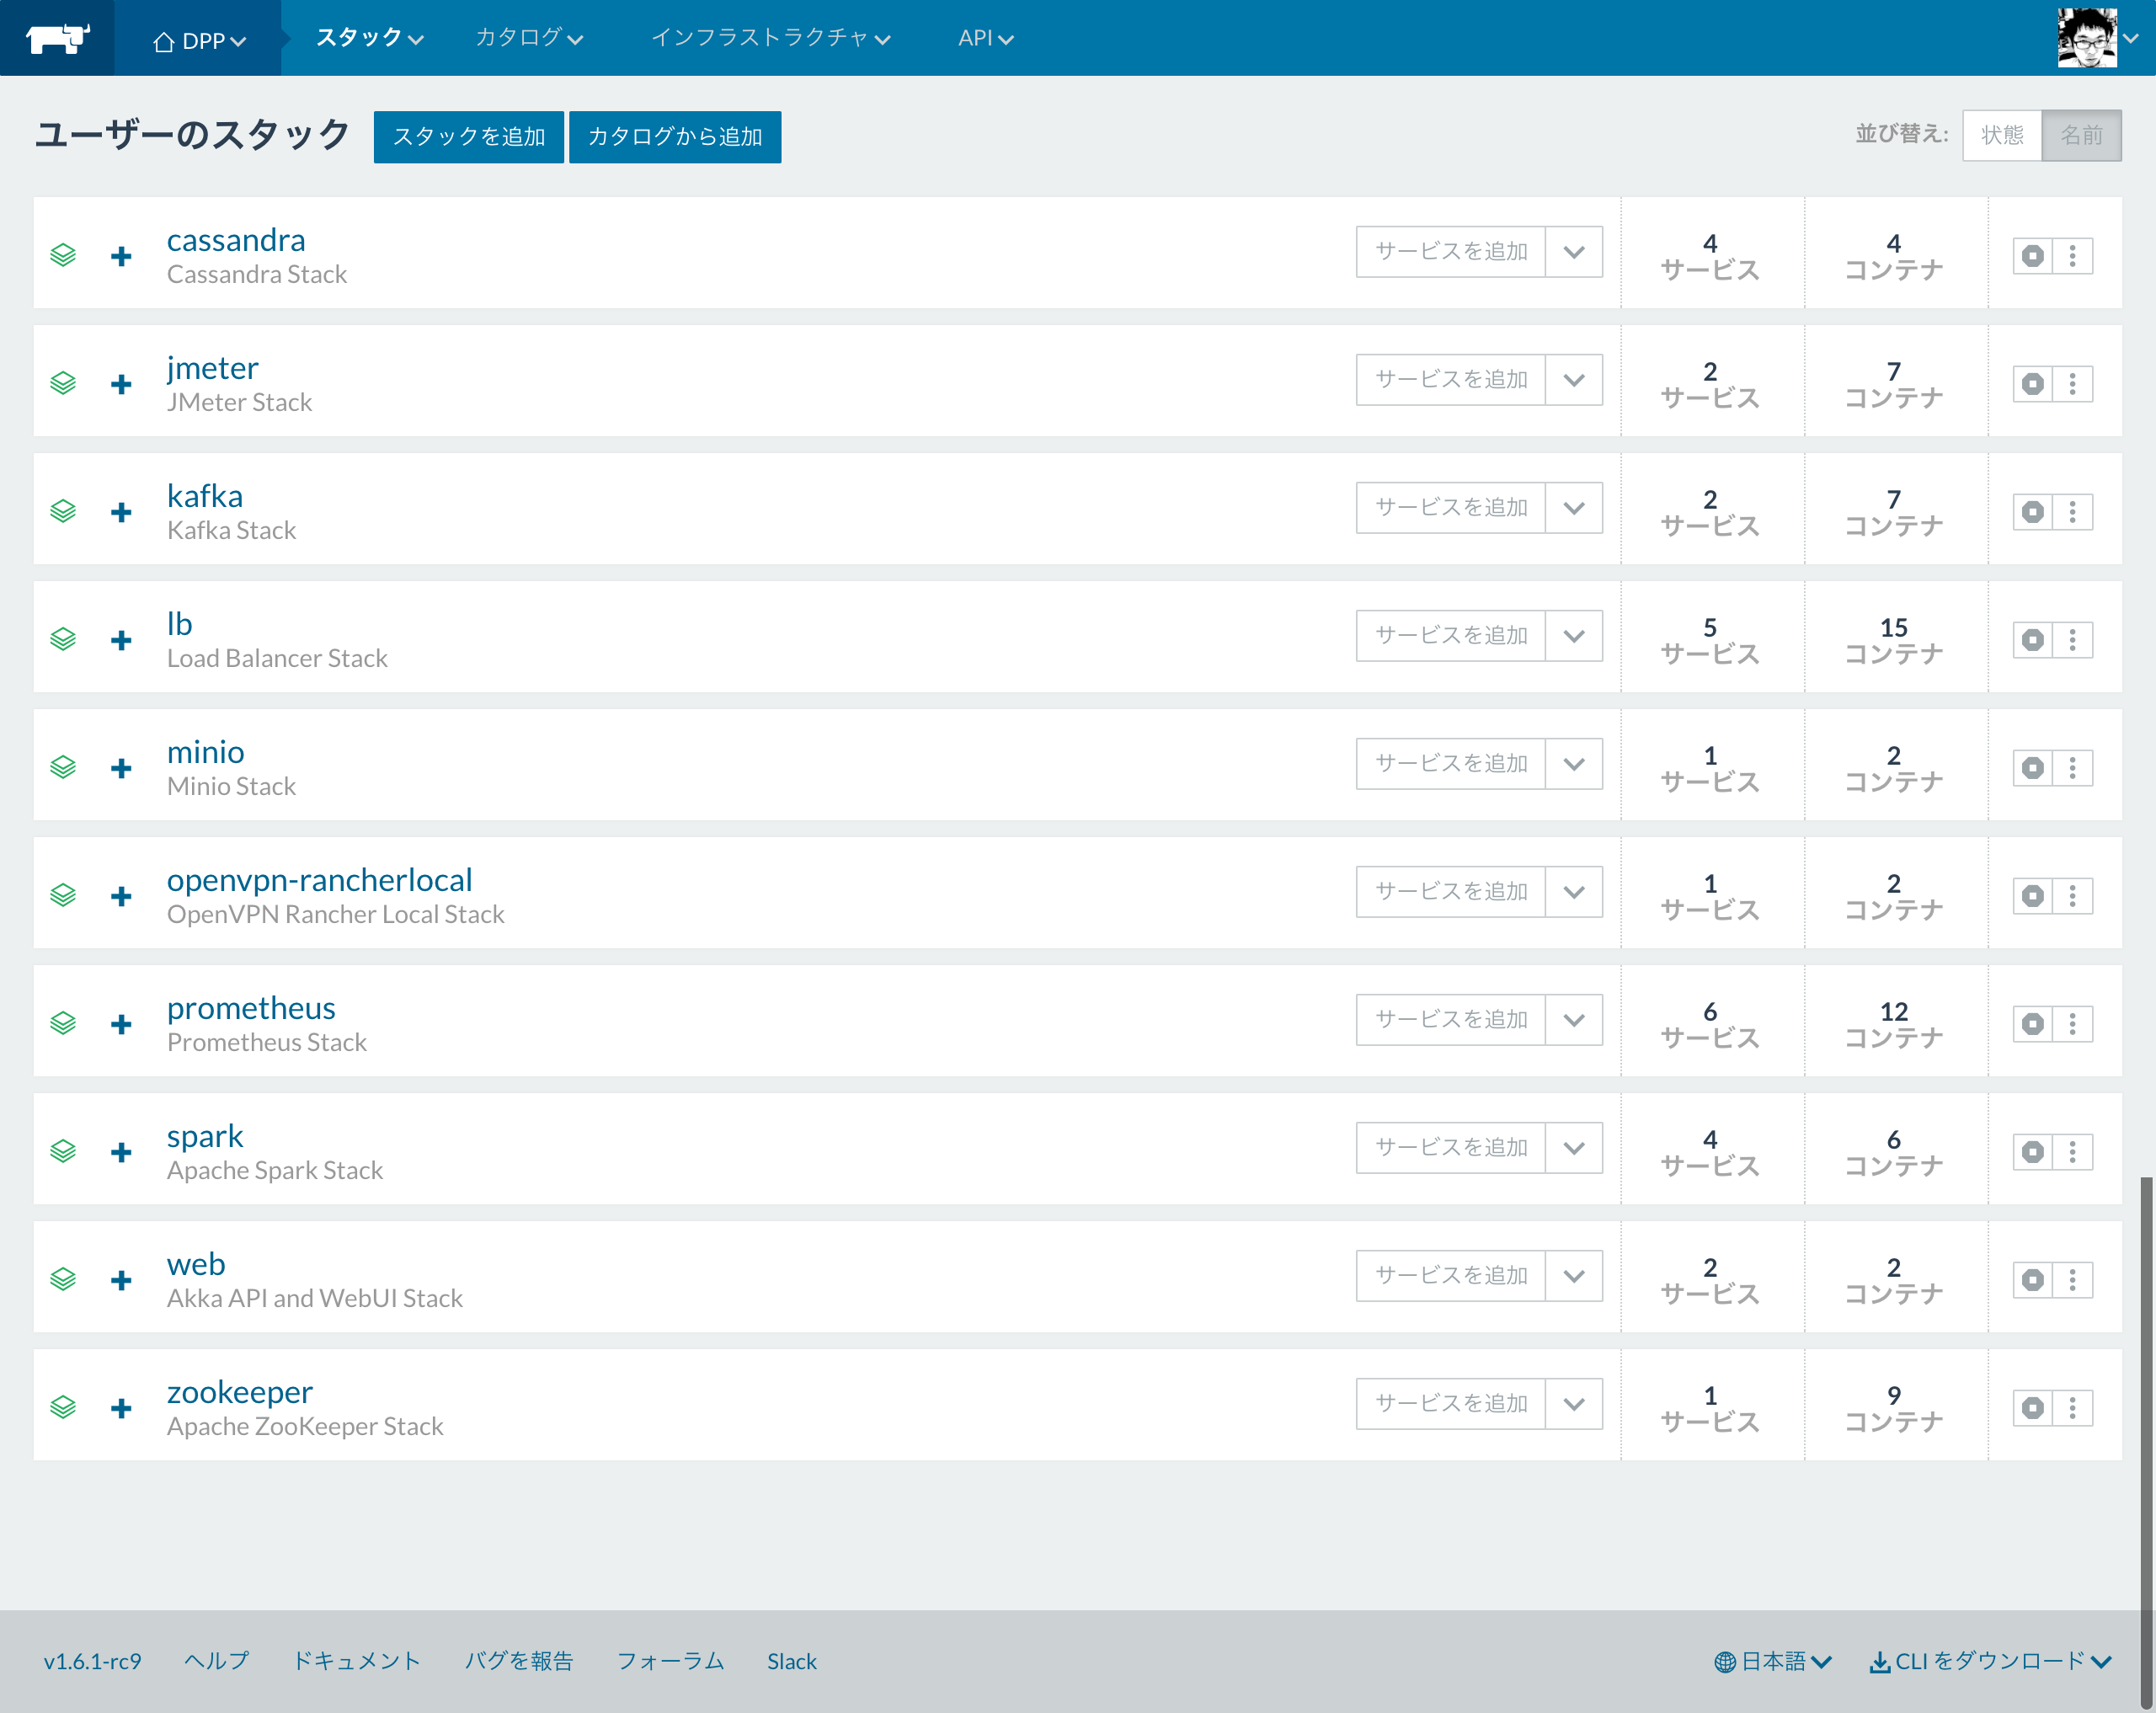 DPP スタック カタログ インフラストラクチャ API
ユーザーのスタック スタックを追加 カタログから追加 並び替え: 状態 名前
cassandra
Cassandra Stack
サービスを追加
4
サービス
4
コンテナ
jmeter
JMeter Stack
サービスを追加
2
サービス
7
コンテナ
kafka
Kafka Stack
サービスを追加
2
サービス
7
コンテナ
lb
Load Balancer Stack
サービスを追加
5
サービス
15
コンテナ
minio
Minio Stack
サービスを追加
1
サービス
2
コンテナ
openvpn-rancherlocal
OpenVPN Rancher Local Stack
サービスを追加
1
サービス
2
コンテナ
prometheus
Prometheus Stack
サービスを追加
6
サービス
12
コンテナ
spark
Apache Spark Stack
サービスを追加
4
サービス
6
コンテナ
web
Akka API and WebUI Stack
サービスを追加
2
サービス
2
コンテナ
zookeeper
Apache ZooKeeper Stack
サービスを追加
1
サービス
9
コンテナ
v1.6.1-rc9 ヘルプ ドキュメント バグを報告 フォーラム Slack 日本語 CLI をダウンロード